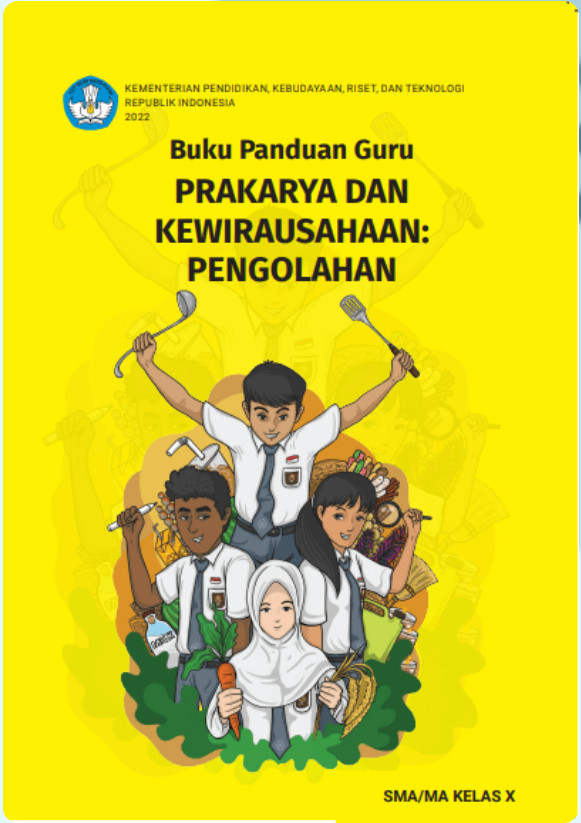 KEMENTERIAN PENDIDIKAN, KEBUDAYAAN, RISET, DAN TEKNOLOGI
REPUBLIK INDONESIA
2022
Buku Panduan Guru
PRAKARYA DAN
KEWIRAUSAHAAN:
PENGOLAHAN
SMA/MA KELAS X